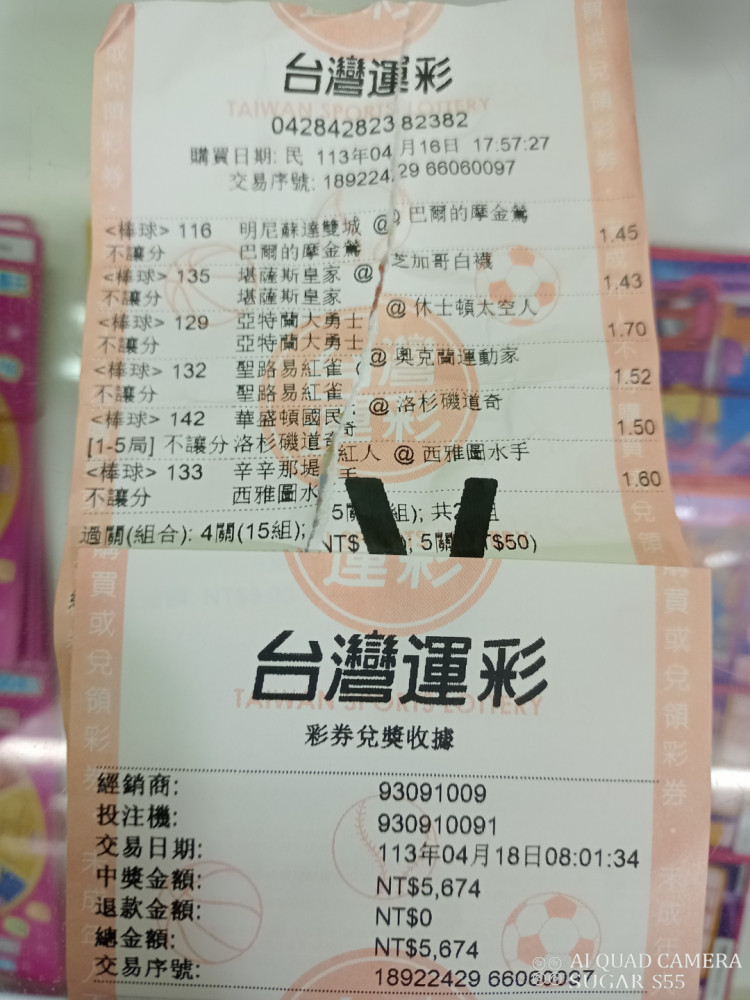 台灣運彩
TAIWAN SPORTS LOTTERY
042842823 82382
購買日期: 民 113年04月16日 17:57:27
交易序號: 18922429 66060097
<棒球> 116 明尼蘇達雙城 @ 巴爾的摩金鶯
不讓分 巴爾的摩金鶯 1.45
<棒球> 135 堪薩斯皇家 @ 芝加哥白襪
不讓分 堪薩斯皇家 1.43
<棒球> 129 亞特蘭大勇士 @ 休士頓太空人
不讓分 亞特蘭大勇士 1.70
<棒球> 132 聖路易紅雀 @ 奧克蘭運動家
不讓分 聖路易紅雀 1.52
<棒球> 142 華盛頓國民 @ 洛杉磯道奇
[1-5局] 不讓分 洛杉磯道奇 1.50
<棒球> 133 辛辛那堤紅人 @ 西雅圖水手
不讓分 西雅圖水手 1.60
過關(組合): 4關(15組); 5關 組); 共2 組
NT$ ); 5關 T$50)
台灣運彩
TAIWAN SPORTS LOTTERY
彩券兌獎收據
經銷商: 93091009
投注機: 930910091
交易日期: 113年04月18日08:01:34
中獎金額: NT$5,674
退款金額: NT$0
總金額: NT$5,674
交易序號: 18922429 66060097
購買或兌領彩券
AI QUAD CAMERA
SUGAR S55